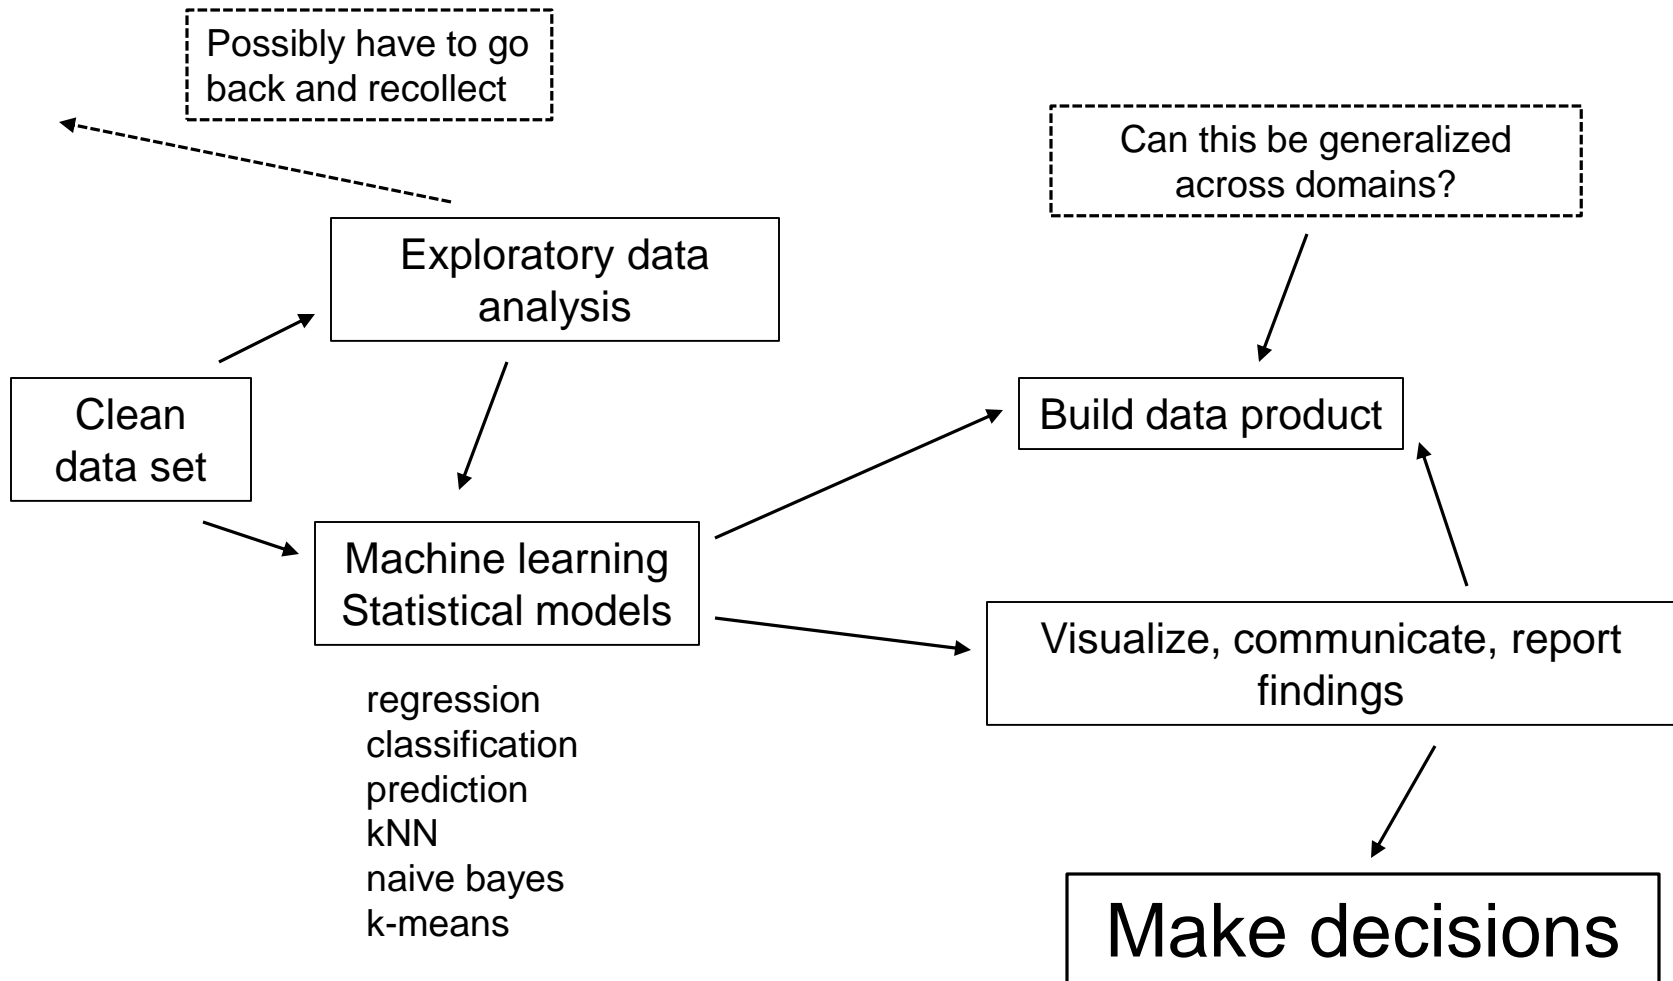 Possibly have to go
back and recollect
Can this be generalized
across domains?
Exploratory data
analysis
Clean
data set
Build data product
Machine learning
Statistical models
Visualize, communicate, report
findings
regression
classification
prediction
kNN
naive bayes
k-means
Make decisions